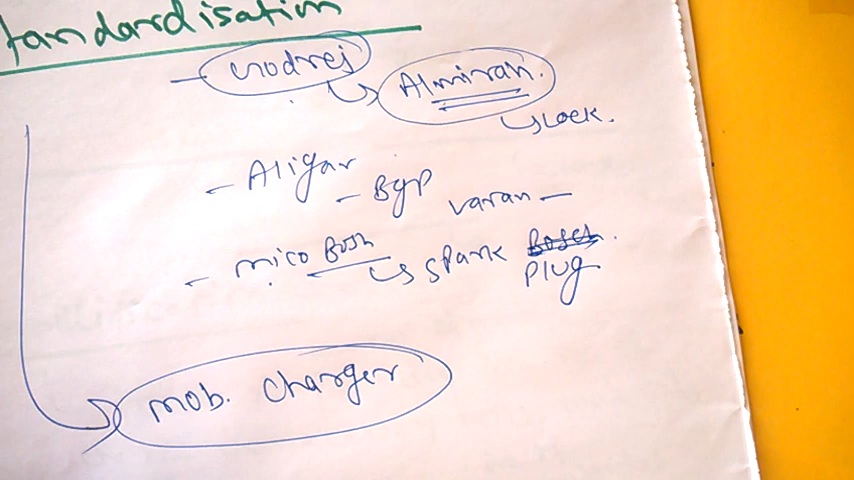 tandardisation
- Godrej
Almirah.
Lock.
- Aligar
- BYP
varan -
- mico Bosh
spark
Plug
mob. charger